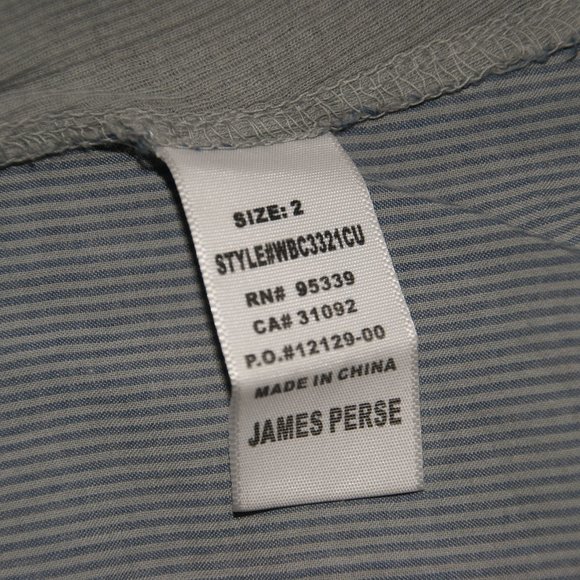 SIZE: 2
STYLE#WBC3321CU
RN# 95339
CA# 31092
P.O.#12129-00
MADE IN CHINA
JAMES PERSE